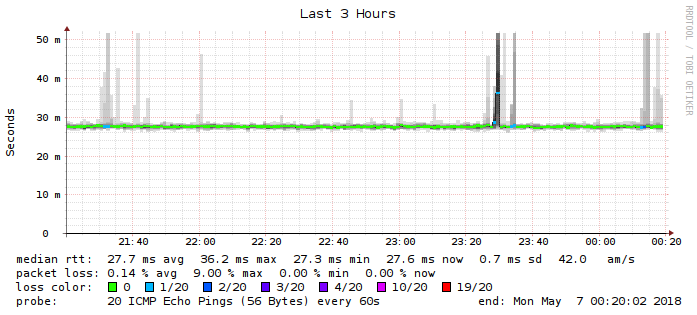 Last 3 Hours
RRDTOOL / TOBI OETIKER
Seconds
50 m
40 m
30 m
20 m
10 m
0
21:40 22:00 22:20 22:40 23:00 23:20 23:40 00:00 00:20
median rtt: 27.7 ms avg 36.2 ms max 27.3 ms min 27.6 ms now 0.7 ms sd 42.0 am/s
packet loss: 0.14 % avg 9.00 % max 0.00 % min 0.00 % now
loss color: 0 1/20 2/20 3/20 4/20 10/20 19/20
probe: 20 ICMP Echo Pings (56 Bytes) every 60s end: Mon May 7 00:20:02 2018